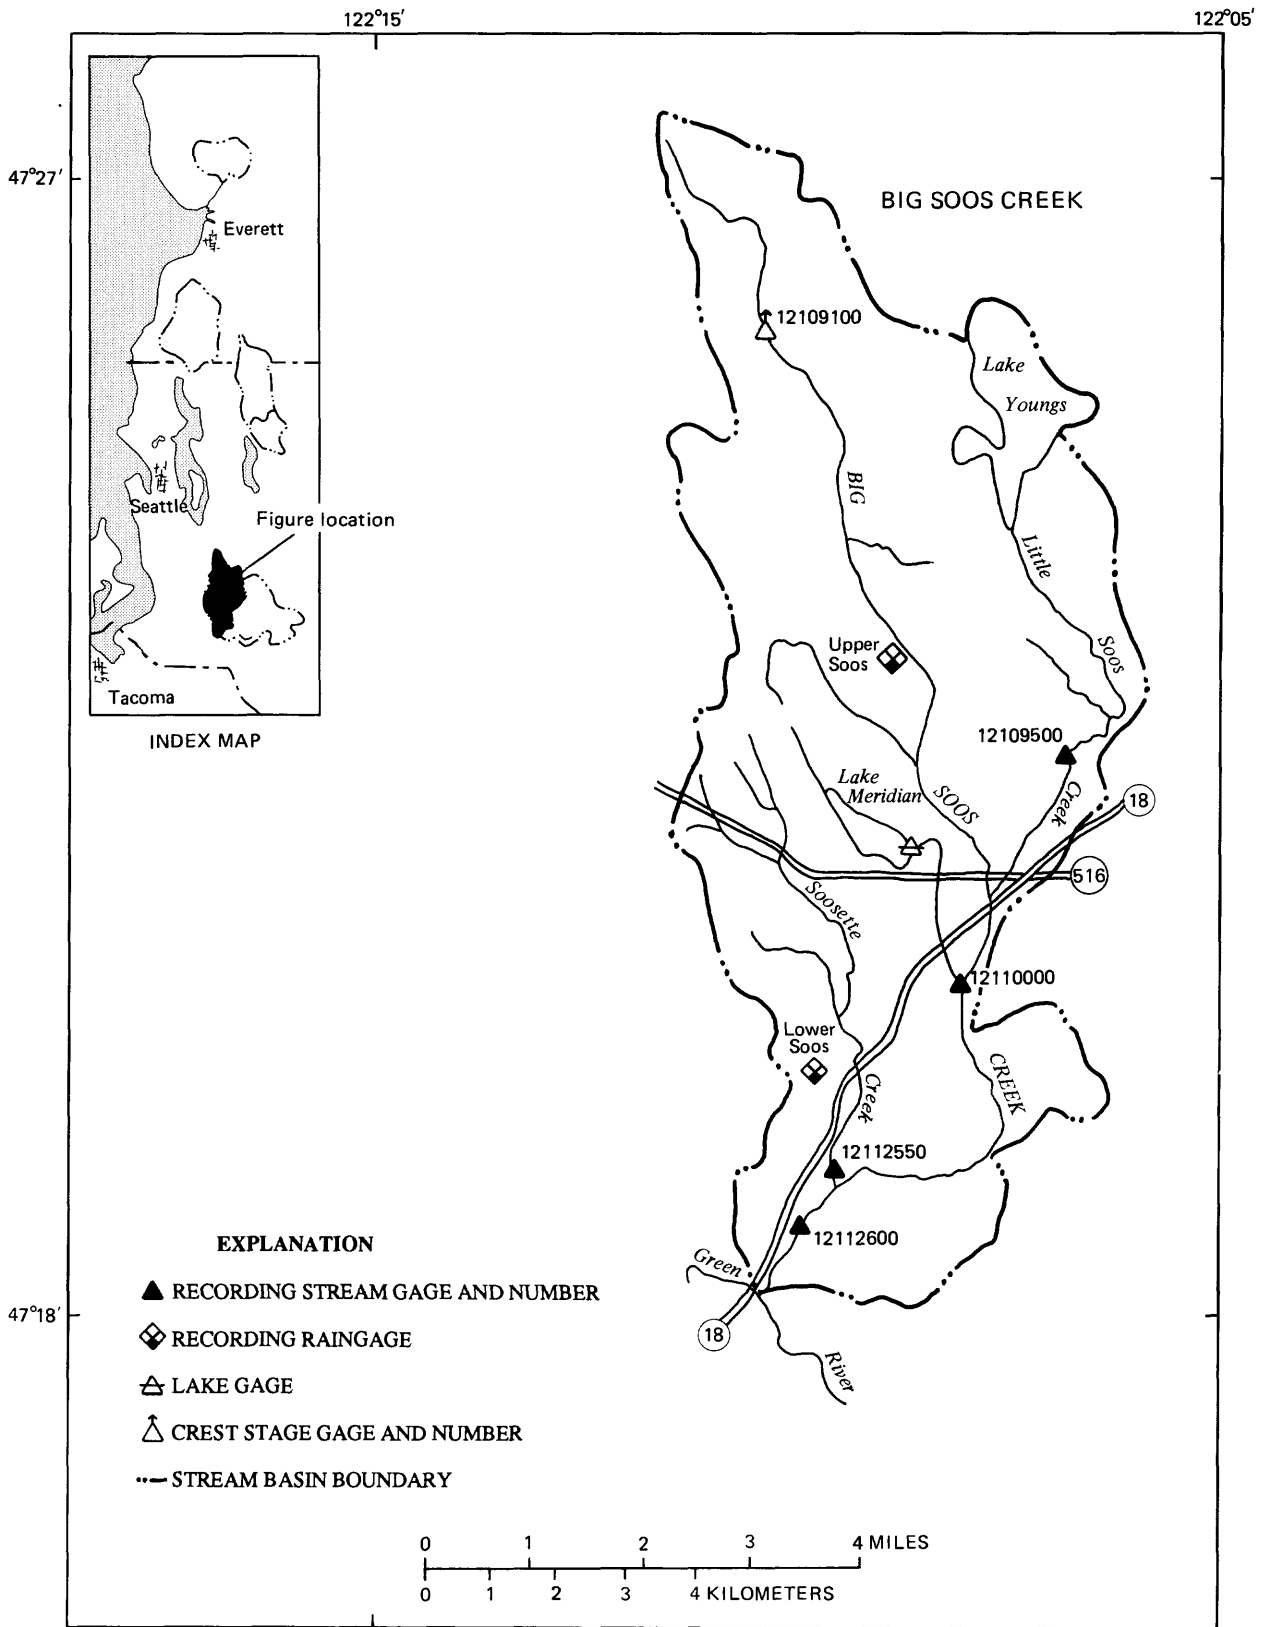 122°15′
122°05′
47°27′
BIG SOOS CREEK
Everett
12109100
Lake
Youngs
BIG
Seattle
Figure location
Little
Soos
Upper
Soos
Tacoma
12109500
INDEX MAP
Lake
Meridian
SOOS
Creek
18
516
Soosette
12110000
Lower
Soos
CREEK
Creek
12112550
12112600
EXPLANATION
Green
RECORDING STREAM GAGE AND NUMBER
47°18′
18
RECORDING RAINGAGE
River
LAKE GAGE
CREST STAGE GAGE AND NUMBER
STREAM BASIN BOUNDARY
0 1 2 3 4 MILES
0 1 2 3 4 KILOMETERS